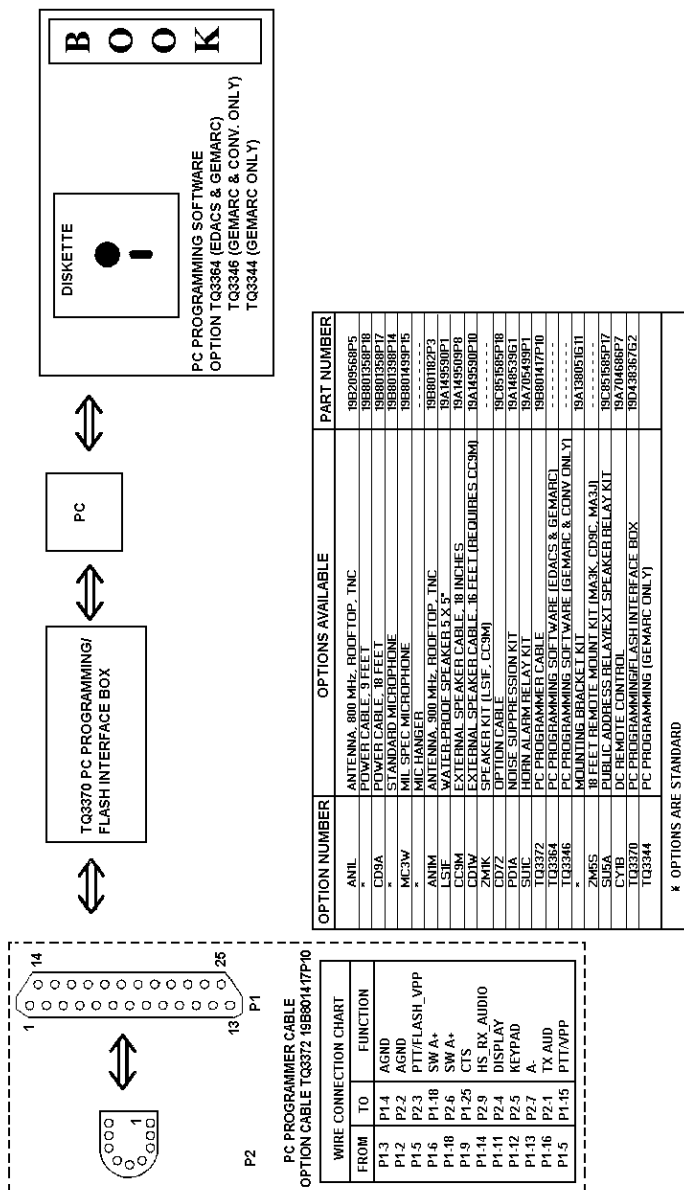 B O O K
DISKETTE
PC PROGRAMMING SOFTWARE
OPTION TQ3364 (EDACS & GEMARC)
TQ3346 (GEMARC & CONV. ONLY)
TQ3344 (GEMARC ONLY)
PC
TQ3370 PC PROGRAMMING/
FLASH INTERFACE BOX
1 14
13 25
P1
1
P2
PC PROGRAMMER CABLE
OPTION CABLE TQ3372 19B801417P10
WIRE CONNECTION CHART
FROM TO FUNCTION
P1-3 P1-4 AGND
P1-2 P2-2 AGND
P1-5 P2-3 PTT/FLASH_VPP
P1-6 P1-18 SW A+
P1-18 P2-6 SW A+
P1-9 P1-25 CTS
P1-14 P2-9 HS_RX_AUDIO
P1-11 P2-4 DISPLAY
P1-12 P2-5 KEYPAD
P1-13 P2-7 A-
P1-16 P2-1 TX AUD
P1-5 P1-15 PTT/VPP
OPTION NUMBER OPTIONS AVAILABLE PART NUMBER
AN1L ANTENNA, 800 MHz, ROOFTOP, TNC 19B209568P5
* POWER CABLE, 9 FEET 19B801358P18
CD9A POWER CABLE, 18 FEET 19B801358P17
* STANDARD MICROPHONE 19B801398P14
MC3W MIL SPEC MICROPHONE 19B801499P15
* MIC HANGER - - - - - - - -
AN1M ANTENNA, 900 MHz, ROOFTOP, TNC 19B801182P3
LS1F WATER-PROOF SPEAKER 5 X 5" 19A149590P1
CC9M EXTERNAL SPEAKER CABLE, 18 INCHES 19A149509P8
CD1W EXTERNAL SPEAKER CABLE, 16 FEET (REQUIRES CC9M) 19A149590P10
ZM1K SPEAKER KIT (LS1F, CC9M) - - - - - - - -
CD7Z OPTION CABLE 19C851585P18
PD1A NOISE SUPPRESSION KIT 19A148539G1
SU1C HORN ALARM RELAY KIT 19A705499P1
TQ3372 PC PROGRAMMER CABLE 19B801417P10
TQ3364 PC PROGRAMMING SOFTWARE (EDACS & GEMARC) - - - - - - - -
TQ3346 PC PROGRAMMING SOFTWARE (GEMARC & CONV ONLY) - - - - - - - -
* MOUNTING BRACKET KIT 19A138051G11
ZM5S 18 FEET REMOTE MOUNT KIT (MA3K, CD9C, MA3J) - - - - - - - -
SU5A PUBLIC ADDRESS RELAY/EXT SPEAKER RELAY KIT 19C851585P17
CY1B DC REMOTE CONTROL 19A704686P7
TQ3370 PC PROGRAMMING/FLASH INTERFACE BOX 19D438367G2
TQ3344 PC PROGRAMMING (GEMARC ONLY)
* OPTIONS ARE STANDARD